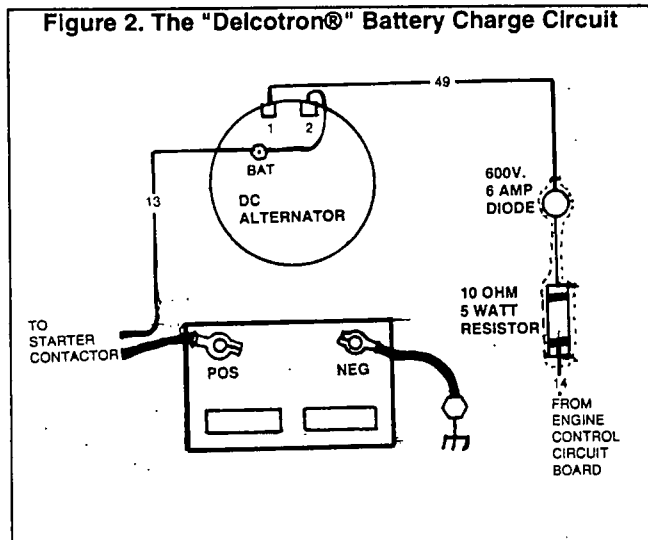 Figure 2. The "Delcotron®" Battery Charge Circuit
49
1 2
BAT
DC
ALTERNATOR
13
600V.
6 AMP
DIODE
10 OHM
5 WATT
RESISTOR
TO
STARTER
CONTACTOR
POS
NEG
14
FROM
ENGINE
CONTROL
CIRCUIT
BOARD